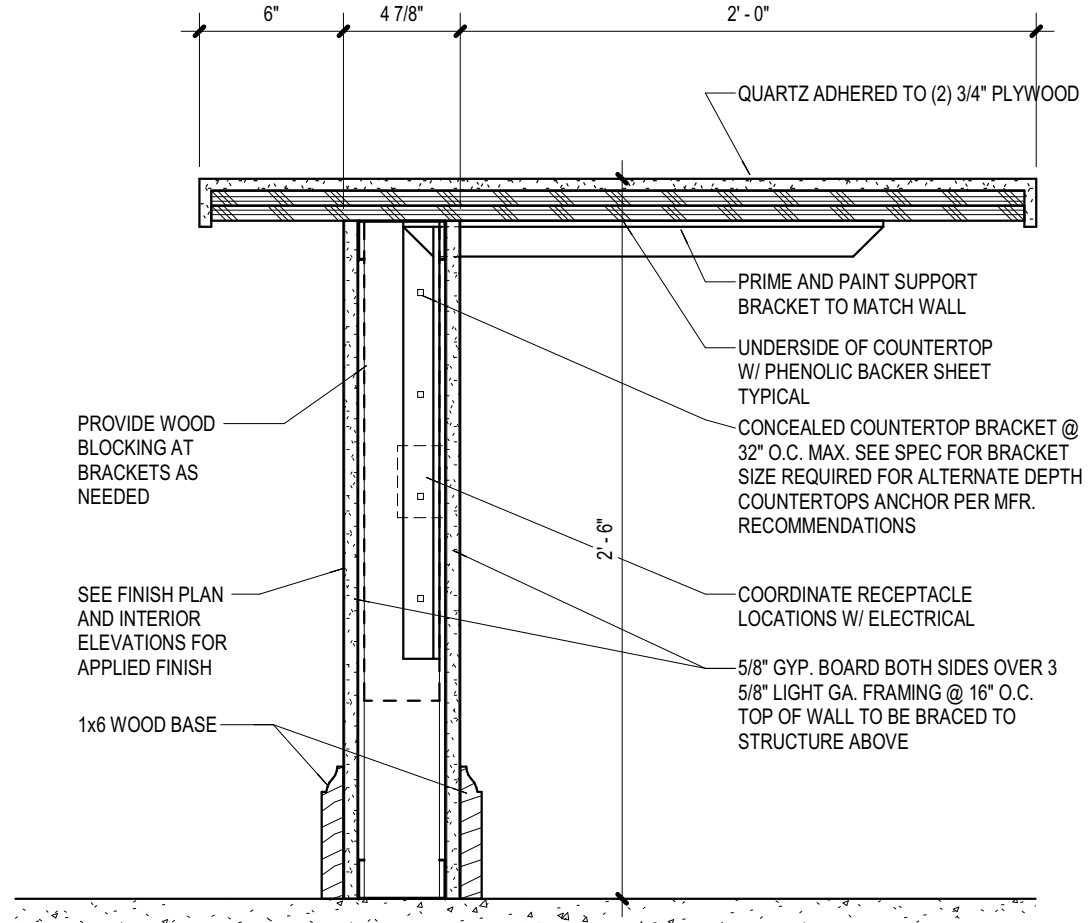 6"
4 7/8"
2' - 0"
QUARTZ ADHERED TO (2) 3/4" PLYWOOD
PRIME AND PAINT SUPPORT
BRACKET TO MATCH WALL
UNDERSIDE OF COUNTERTOP
W/ PHENOLIC BACKER SHEET
TYPICAL
CONCEALED COUNTERTOP BRACKET @
32" O.C. MAX. SEE SPEC FOR BRACKET
SIZE REQUIRED FOR ALTERNATE DEPTH
COUNTERTOPS ANCHOR PER MFR.
RECOMMENDATIONS
PROVIDE WOOD
BLOCKING AT
BRACKETS AS
NEEDED
2' - 6"
SEE FINISH PLAN
AND INTERIOR
ELEVATIONS FOR
APPLIED FINISH
COORDINATE RECEPTACLE
LOCATIONS W/ ELECTRICAL
5/8" GYP. BOARD BOTH SIDES OVER 3
5/8" LIGHT GA. FRAMING @ 16" O.C.
TOP OF WALL TO BE BRACED TO
STRUCTURE ABOVE
1x6 WOOD BASE